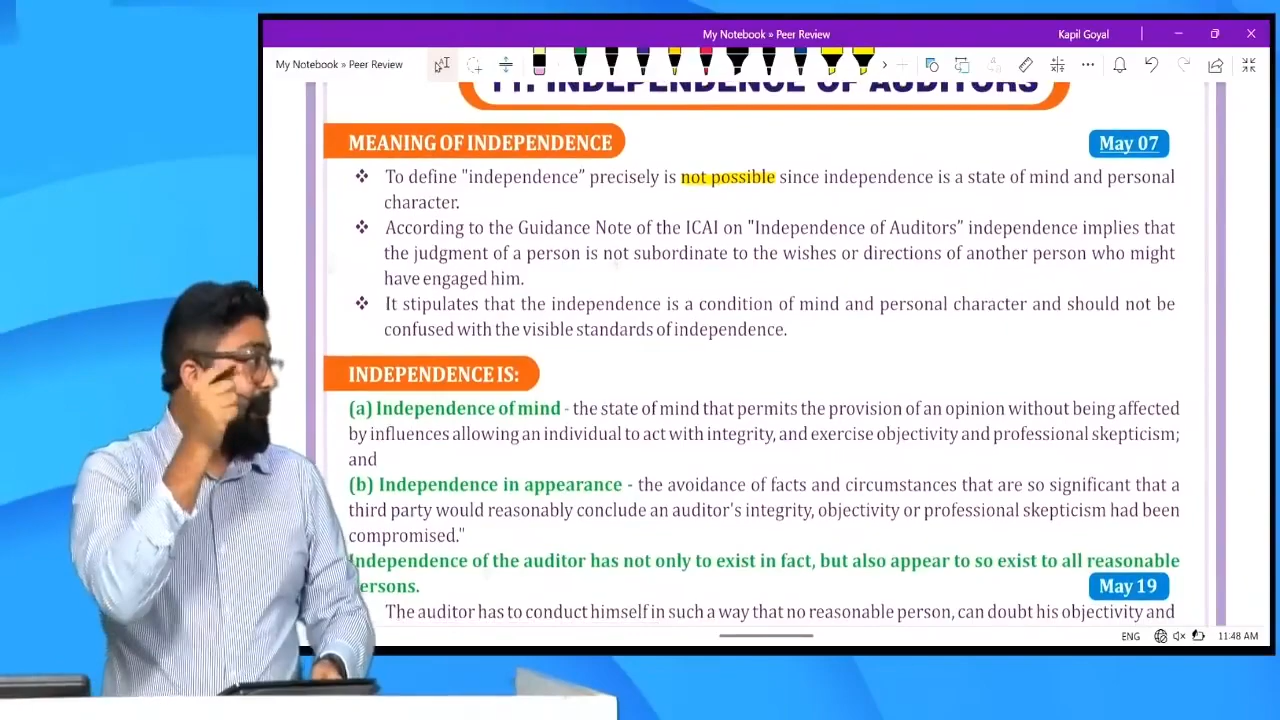 My Notebook » Peer Review
Kapil Goyal
My Notebook » Peer Review
11. INDEPENDENCE OF AUDITORS
MEANING OF INDEPENDENCE
May 07
❖ To define "independence” precisely is not possible since independence is a state of mind and personal
character.
❖ According to the Guidance Note of the ICAI on "Independence of Auditors” independence implies that
the judgment of a person is not subordinate to the wishes or directions of another person who might
have engaged him.
❖ It stipulates that the independence is a condition of mind and personal character and should not be
confused with the visible standards of independence.
INDEPENDENCE IS:
(a) Independence of mind - the state of mind that permits the provision of an opinion without being affected
by influences allowing an individual to act with integrity, and exercise objectivity and professional skepticism;
and
(b) Independence in appearance - the avoidance of facts and circumstances that are so significant that a
third party would reasonably conclude an auditor's integrity, objectivity or professional skepticism had been
compromised."
Independence of the auditor has not only to exist in fact, but also appear to so exist to all reasonable
persons.
May 19
The auditor has to conduct himself in such a way that no reasonable person, can doubt his objectivity and
ENG
11:48 AM